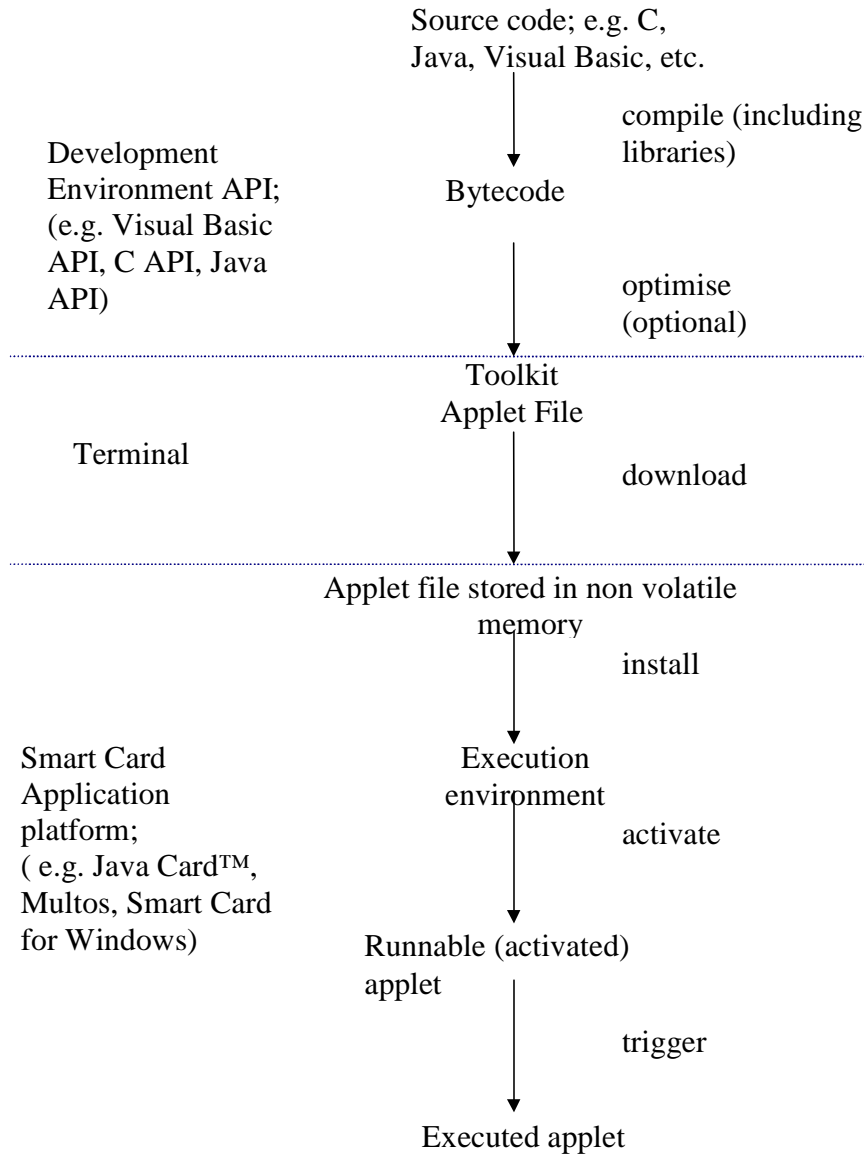 Source code; e.g. C,
Java, Visual Basic, etc.
compile (including
libraries)
Development
Environment API;
(e.g. Visual Basic
API, C API, Java
API)
Bytecode
optimise
(optional)
Toolkit
Applet File
Terminal
download
Applet file stored in non volatile
memory
install
Smart Card
Application
platform;
( e.g. Java Card™,
Multos, Smart Card
for Windows)
Execution
environment
activate
Runnable (activated)
applet
trigger
Executed applet